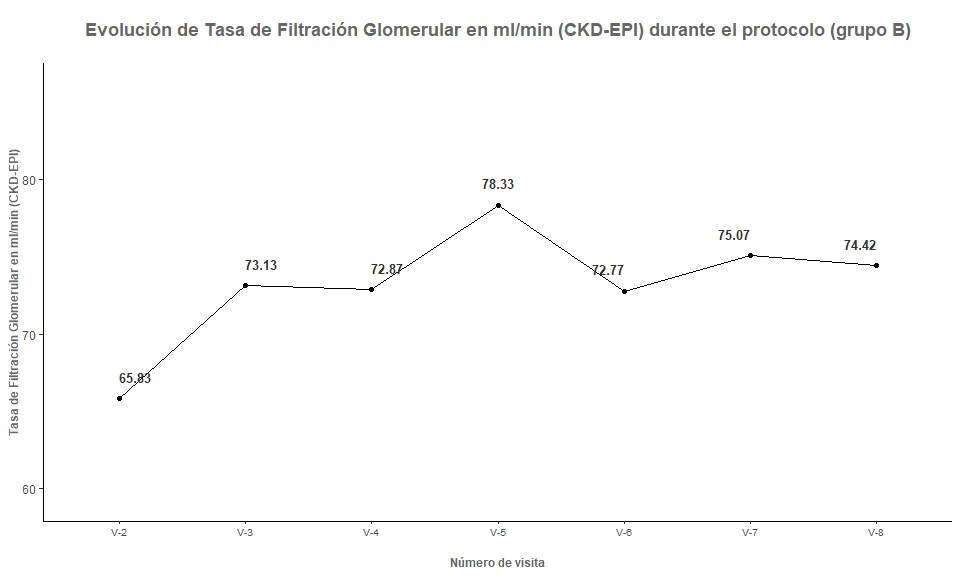 Evolución de Tasa de Filtración Glomerular en ml/min (CKD-EPI) durante el protocolo (grupo B)
Tasa de Filtración Glomerular en ml/min (CKD-EPI)
80
70
60
65.83
73.13
72.87
78.33
72.77
75.07
74.42
V-2
V-3
V-4
V-5
V-6
V-7
V-8
Número de visita